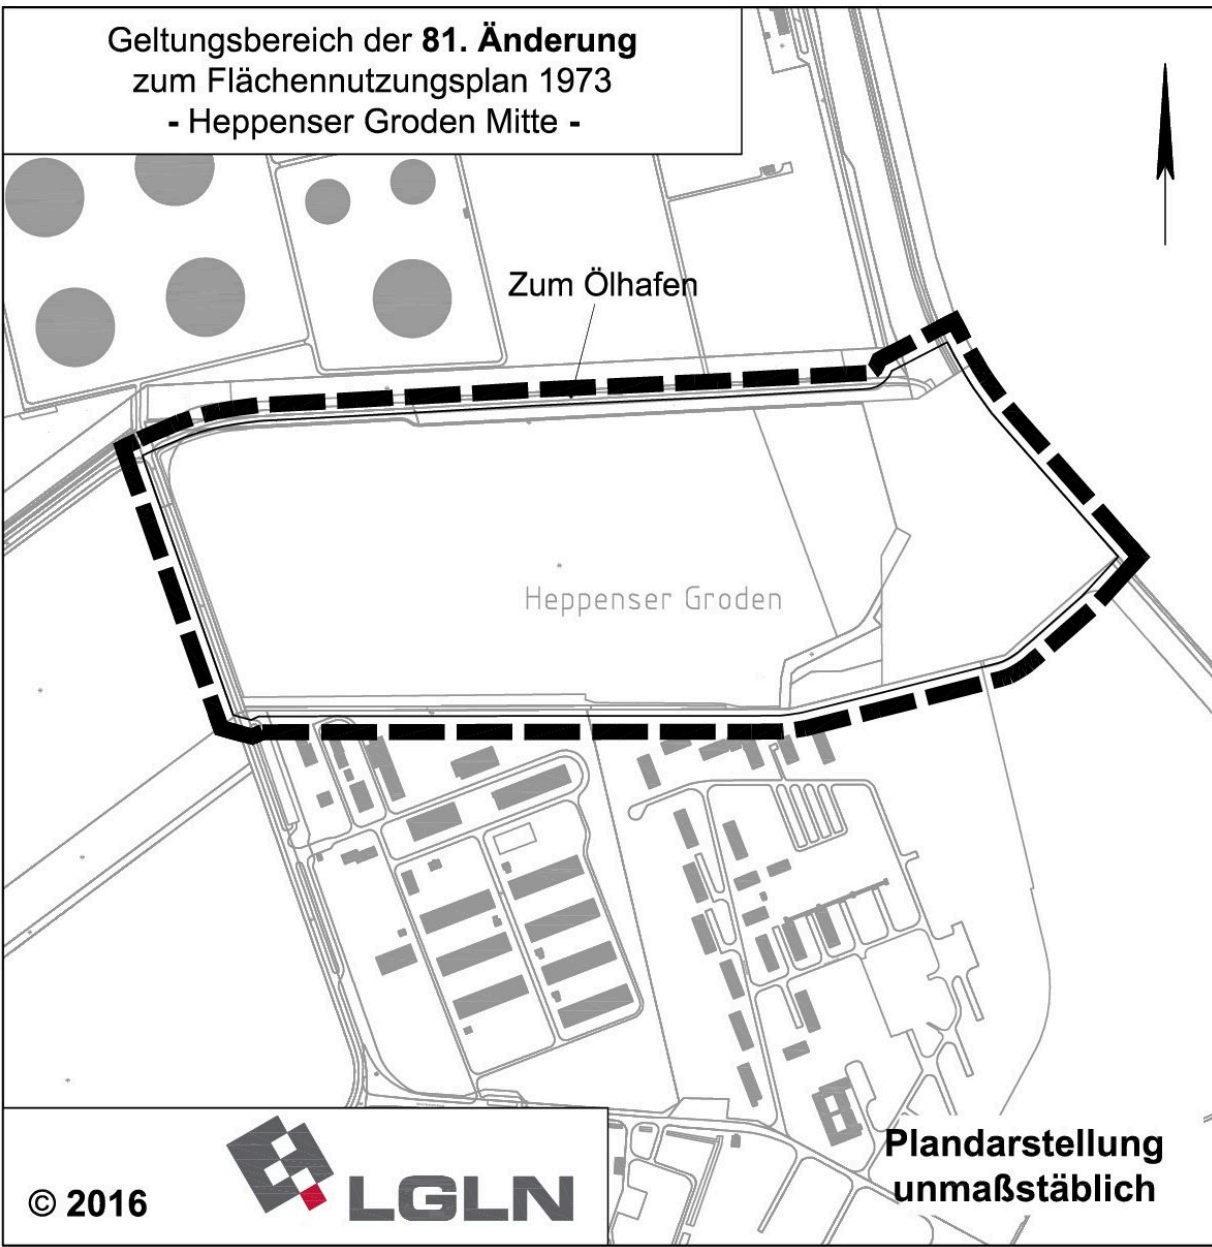 Geltungsbereich der 81. Änderung
zum Flächennutzungsplan 1973
- Heppenser Groden Mitte -
Zum Ölhafen
Heppenser Groden
Plandarstellung
unmaßstäblich
© 2016
LGLN